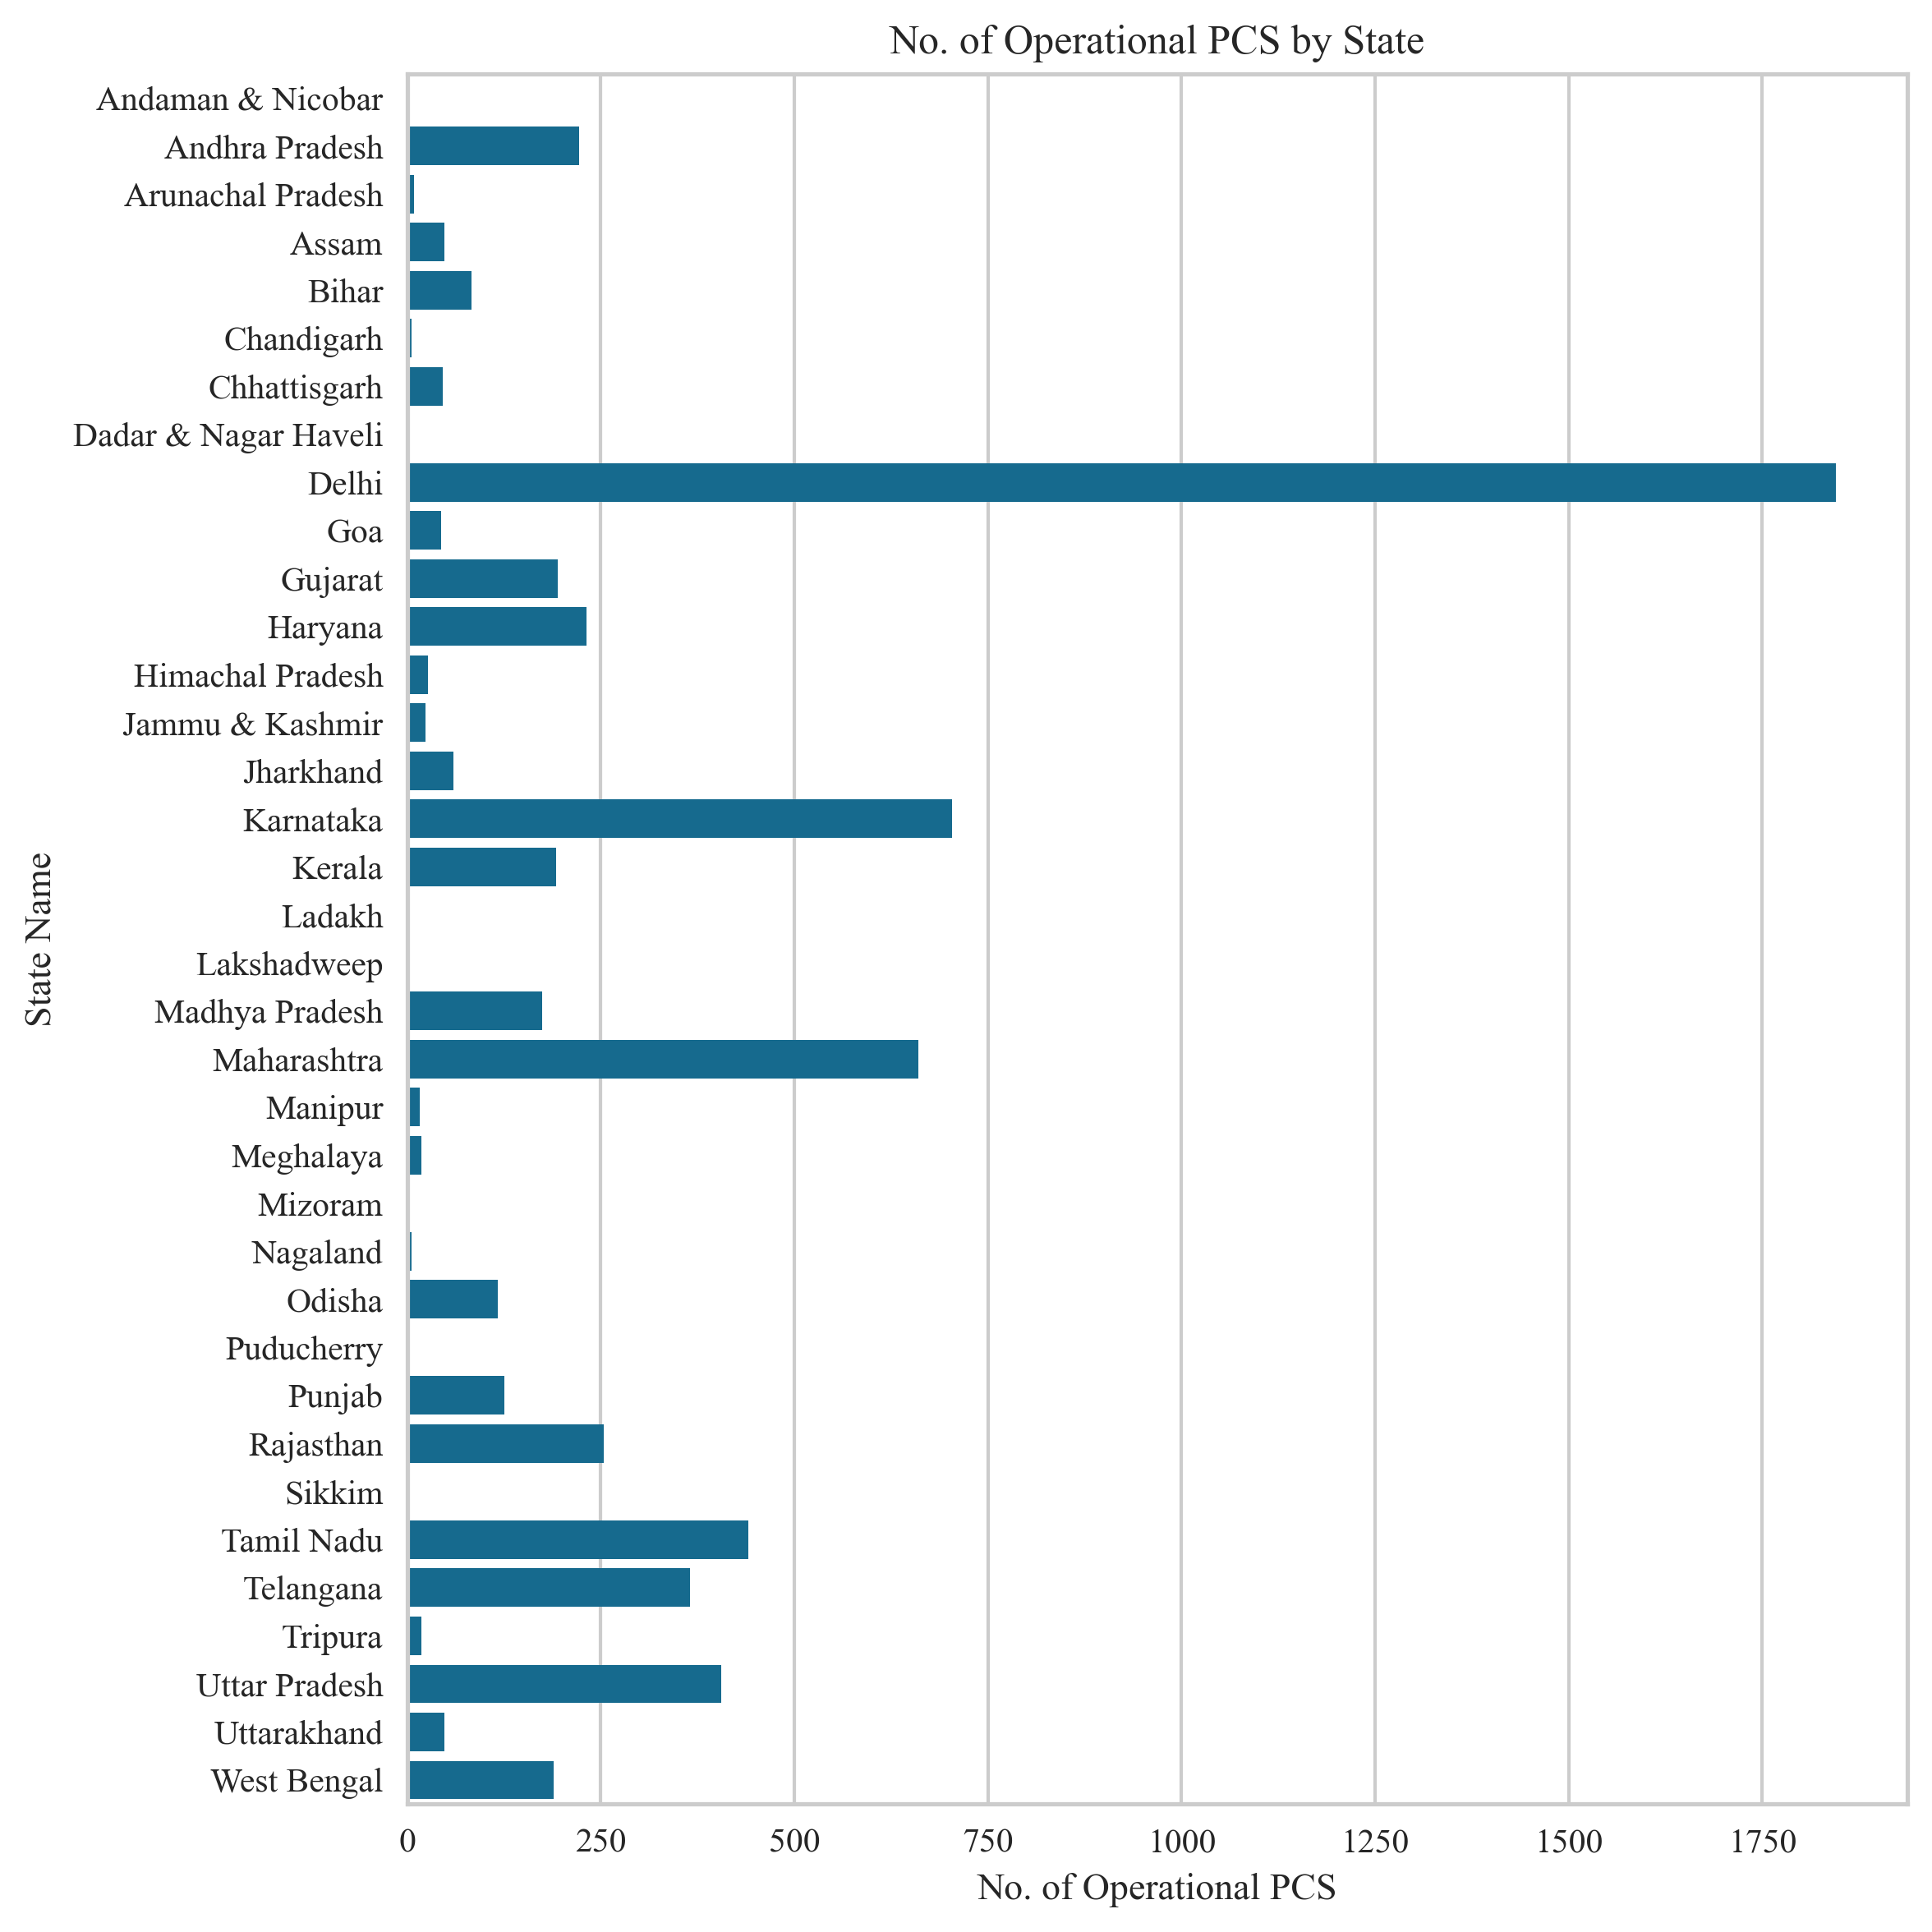 No. of Operational PCS by State
State Name
Andaman & Nicobar
Andhra Pradesh
Arunachal Pradesh
Assam
Bihar
Chandigarh
Chhattisgarh
Dadar & Nagar Haveli
Delhi
Goa
Gujarat
Haryana
Himachal Pradesh
Jammu & Kashmir
Jharkhand
Karnataka
Kerala
Ladakh
Lakshadweep
Madhya Pradesh
Maharashtra
Manipur
Meghalaya
Mizoram
Nagaland
Odisha
Puducherry
Punjab
Rajasthan
Sikkim
Tamil Nadu
Telangana
Tripura
Uttar Pradesh
Uttarakhand
West Bengal
0 250 500 750 1000 1250 1500 1750
No. of Operational PCS